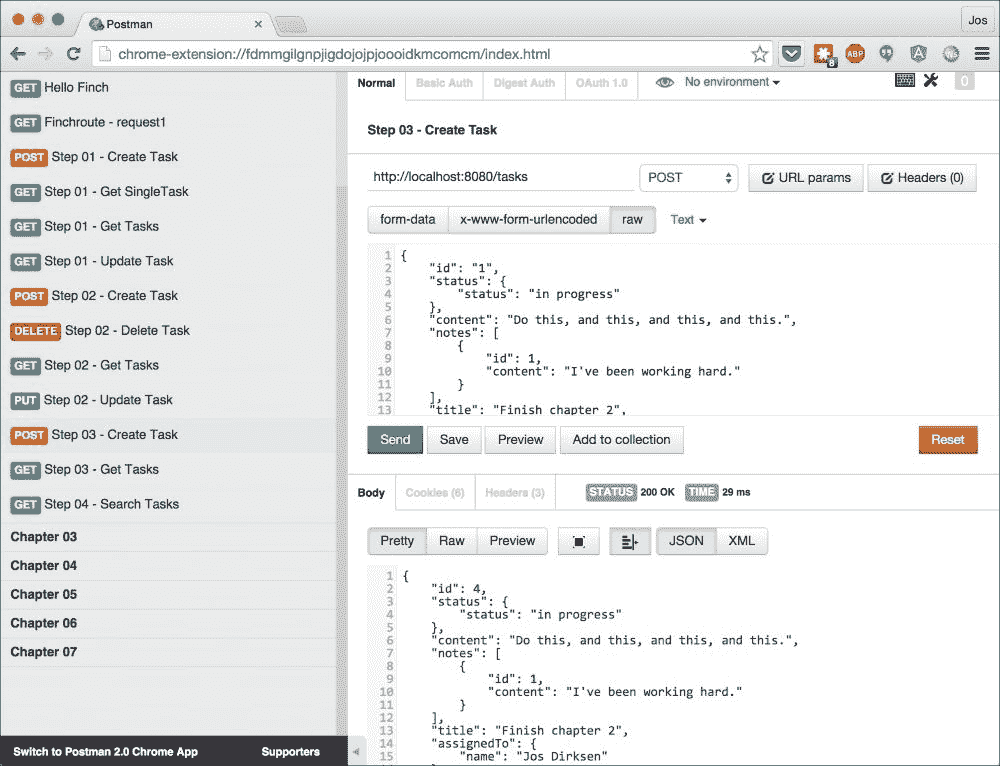 Postman
Jos
chrome-extension://fdmmgilgnpjigdojojpjoooidkmcomcm/index.html
8
ABP
GET Hello Finch
GET Finchroute - request1
POST Step 01 - Create Task
GET Step 01 - Get SingleTask
GET Step 01 - Get Tasks
GET Step 01 - Update Task
POST Step 02 - Create Task
DELETE Step 02 - Delete Task
GET Step 02 - Get Tasks
PUT Step 02 - Update Task
POST Step 03 - Create Task
GET Step 03 - Get Tasks
GET Step 04 - Search Tasks
Chapter 03
Chapter 04
Chapter 05
Chapter 06
Chapter 07
Switch to Postman 2.0 Chrome App Supporters
Normal Basic Auth Digest Auth OAuth 1.0 No environment 0
Step 03 - Create Task
http://localhost:8080/tasks POST URL params Headers (0)
form-data x-www-form-urlencoded raw Text
1 {
2 "id": "1",
3 "status": {
4 "status": "in progress"
5 },
6 "content": "Do this, and this, and this, and this.",
7 "notes": [
8 {
9 "id": 1,
10 "content": "I've been working hard."
11 }
12 ],
13 "title": "Finish chapter 2",
Send Save Preview Add to collection Reset
Body Cookies (6) Headers (3) STATUS 200 OK TIME 29 ms
Pretty Raw Preview JSON XML
1 {
2 "id": 4,
3 "status": {
4 "status": "in progress"
5 },
6 "content": "Do this, and this, and this, and this.",
7 "notes": [
8 {
9 "id": 1,
10 "content": "I've been working hard."
11 }
12 ],
13 "title": "Finish chapter 2",
14 "assignedTo": {
15 "name": "Jos Dirksen"